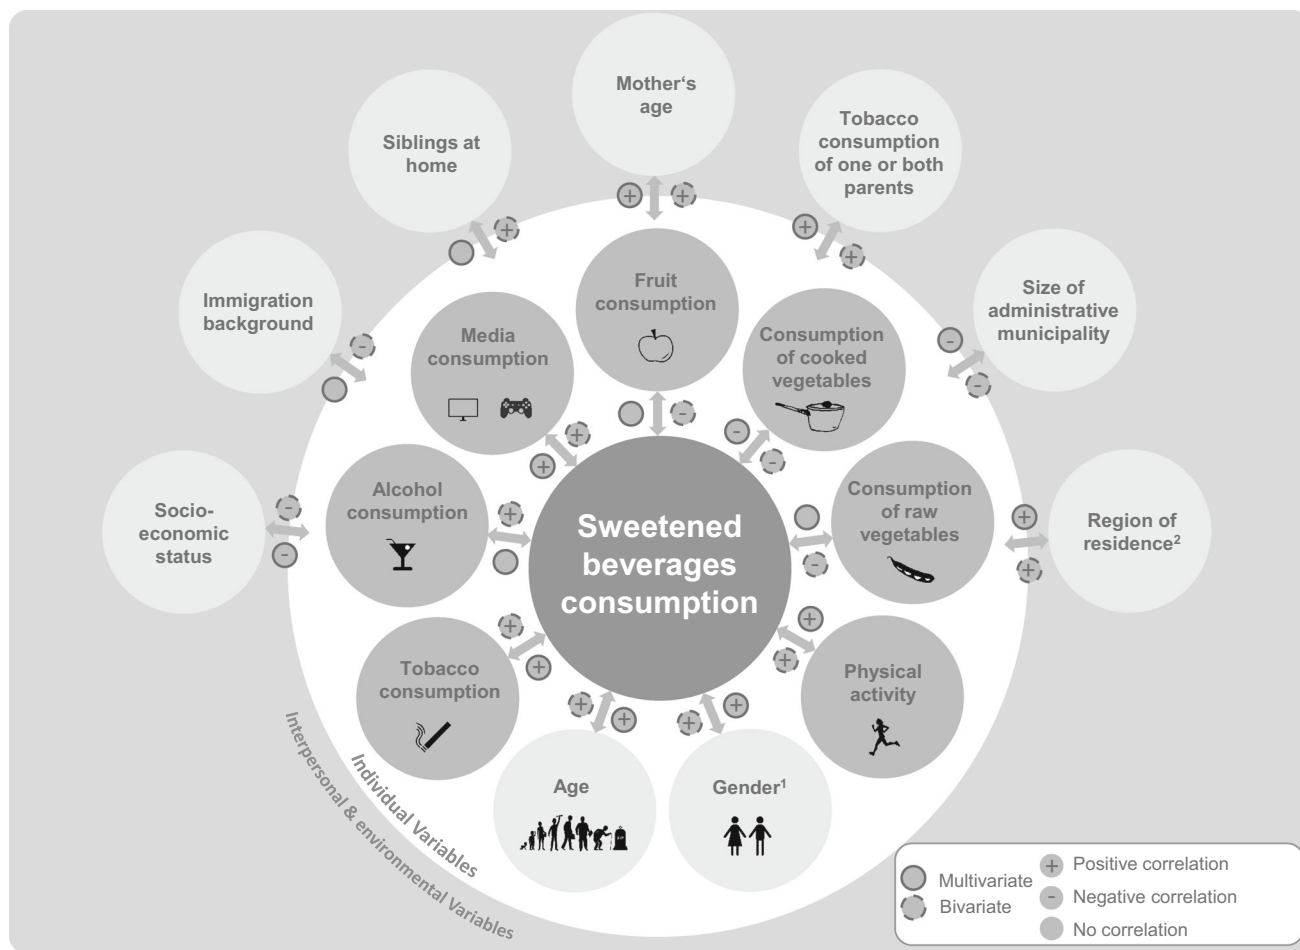 Mother‘s
age
Siblings at
home
Tobacco
consumption
of one or both
parents
Immigration
background
Size of
administrative
municipality
Socio-
economic
status
Region of
residence²
Fruit
consumption
Media
consumption
Consumption
of cooked
vegetables
Alcohol
consumption
Consumption
of raw
vegetables
Sweetened
beverages
consumption
Tobacco
consumption
Physical
activity
Age
Gender¹
Individual Variables
Interpersonal & environmental Variables
Multivariate
Bivariate
+ Positive correlation
- Negative correlation
No correlation